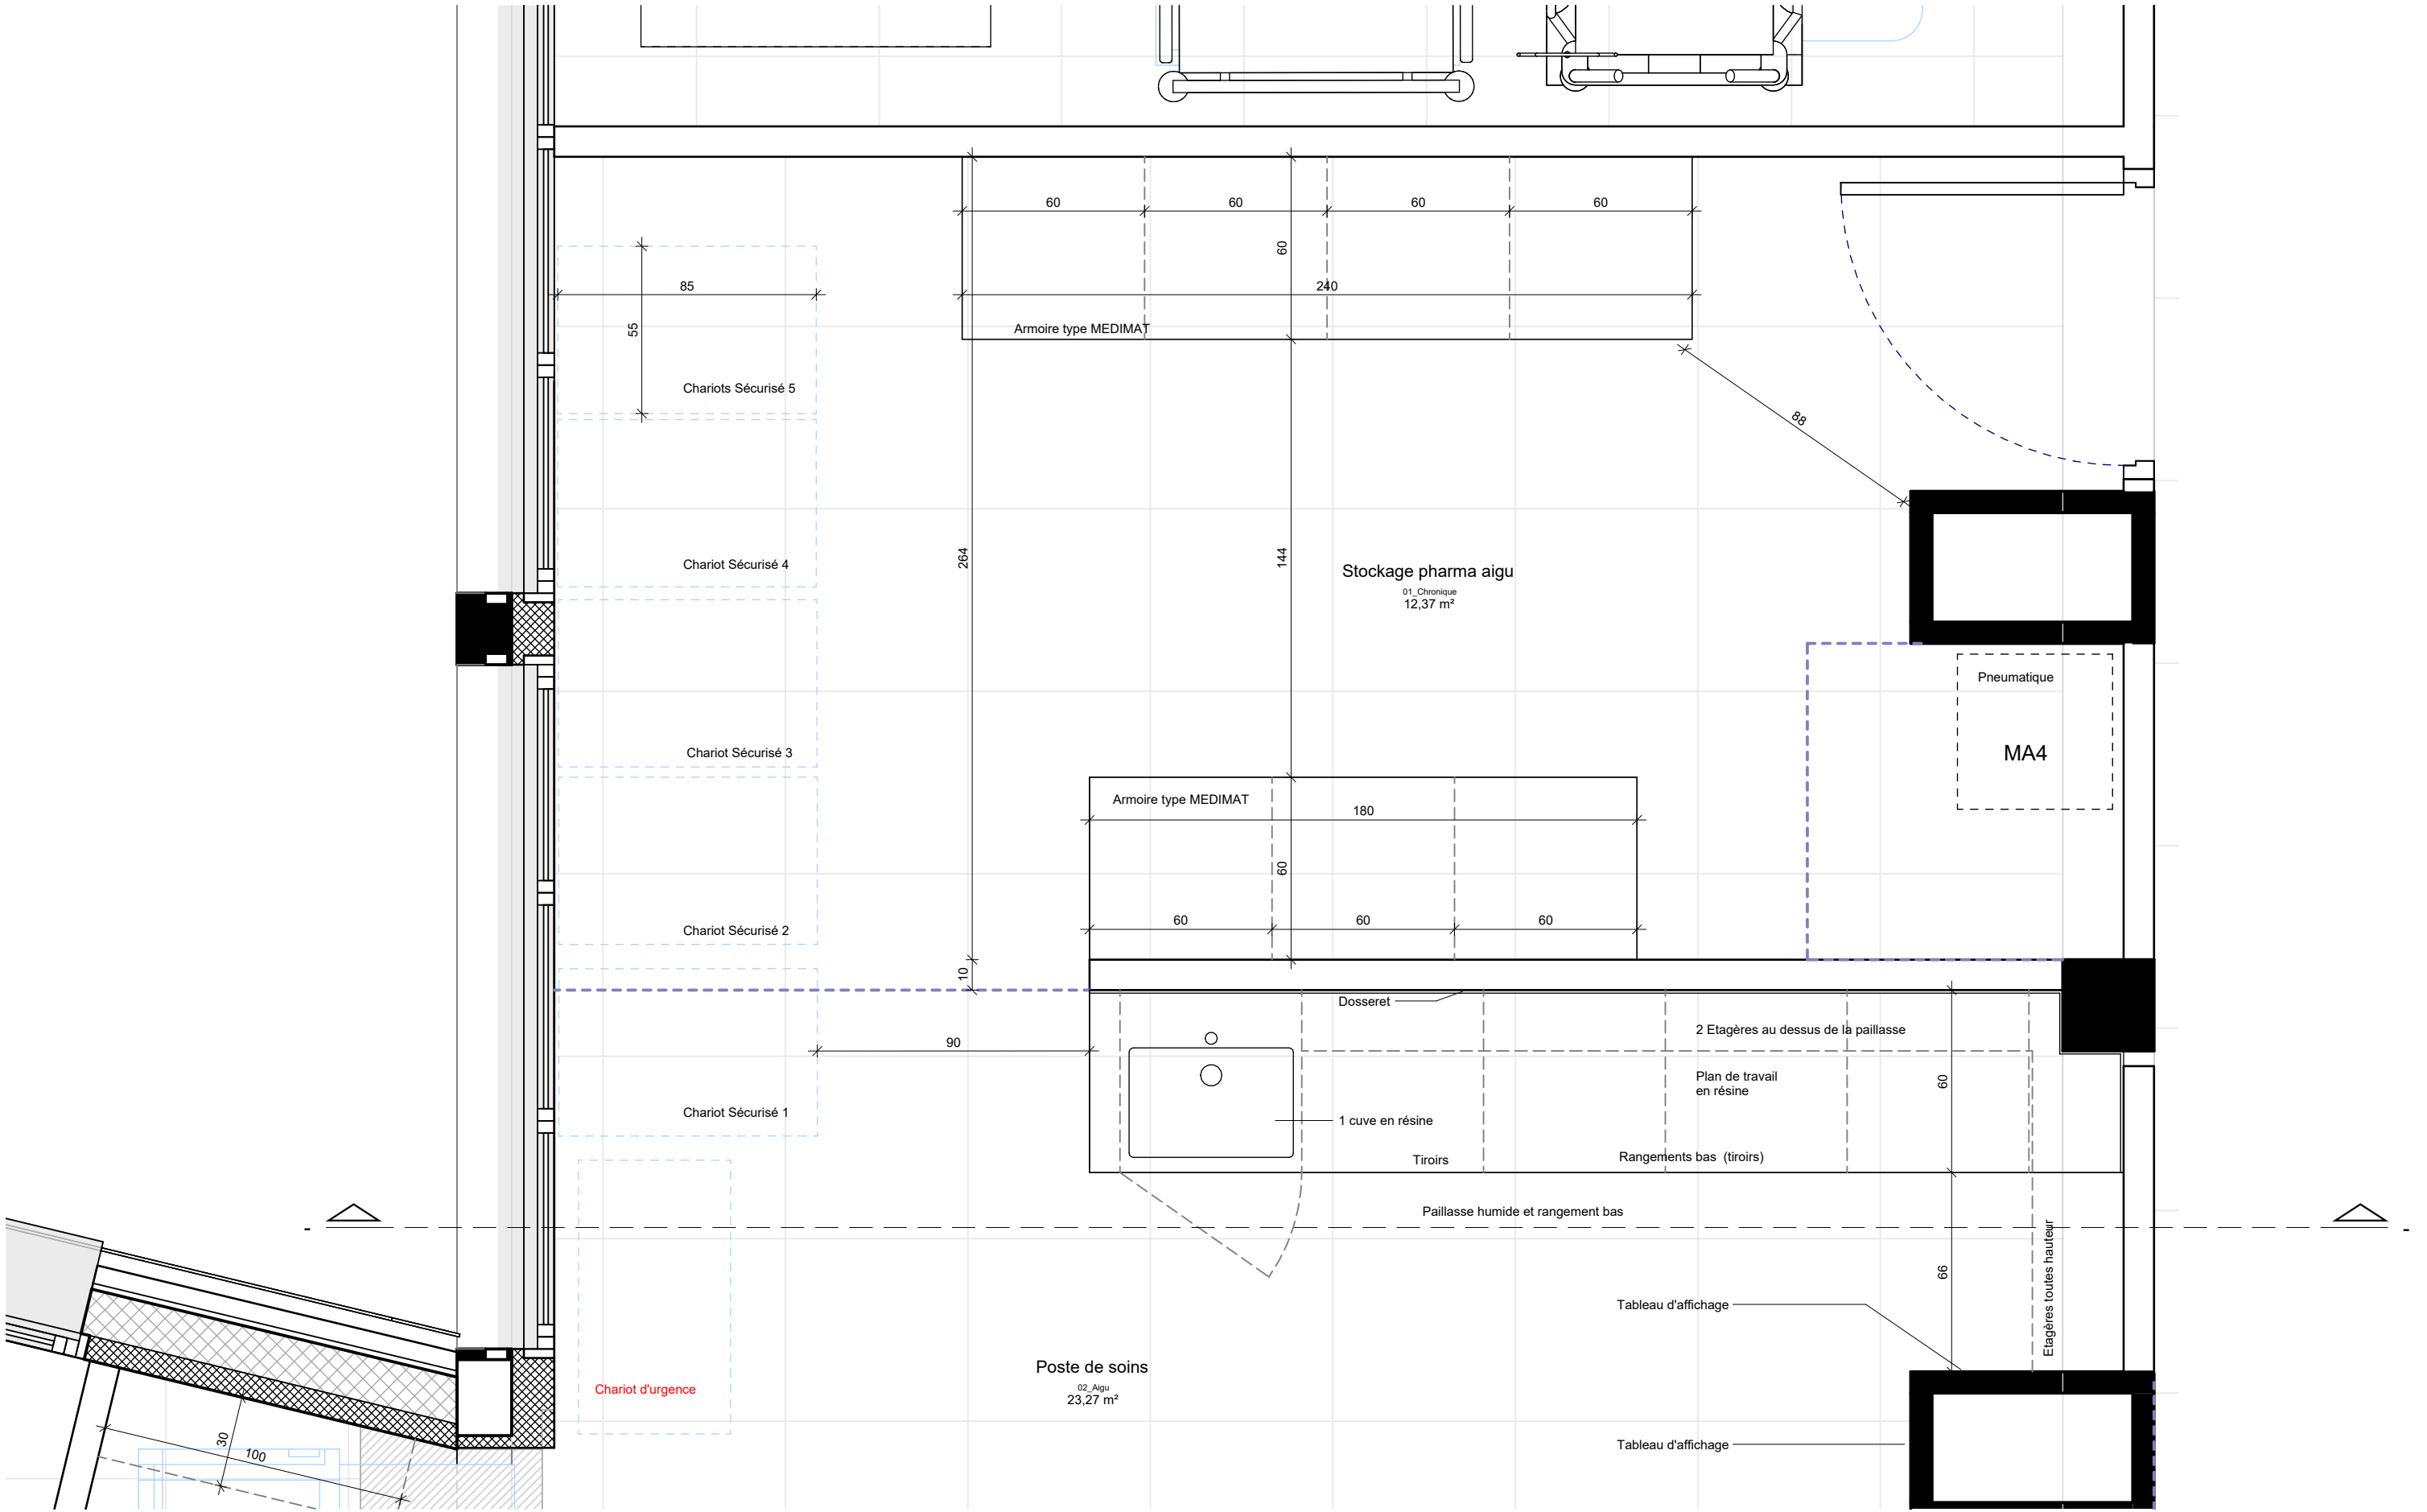 60
60
60
60
60
85
240
55
Armoire type MEDIMAT
Chariots Sécurisé 5
88
264
144
Chariot Sécurisé 4
Stockage pharma aigu
01_Chronique
12,37 m²
Pneumatique
MA4
Chariot Sécurisé 3
Armoire type MEDIMAT
180
60
60
60
60
Chariot Sécurisé 2
10
Dosseret
2 Etagères au dessus de la paillasse
90
Plan de travail
en résine
60
Chariot Sécurisé 1
1 cuve en résine
Tiroirs
Rangements bas (tiroirs)
Paillasse humide et rangement bas
-
-
66
Etagères toutes hauteur
Tableau d'affichage
Poste de soins
02_Aigu
23,27 m²
Chariot d'urgence
Tableau d'affichage
30
100